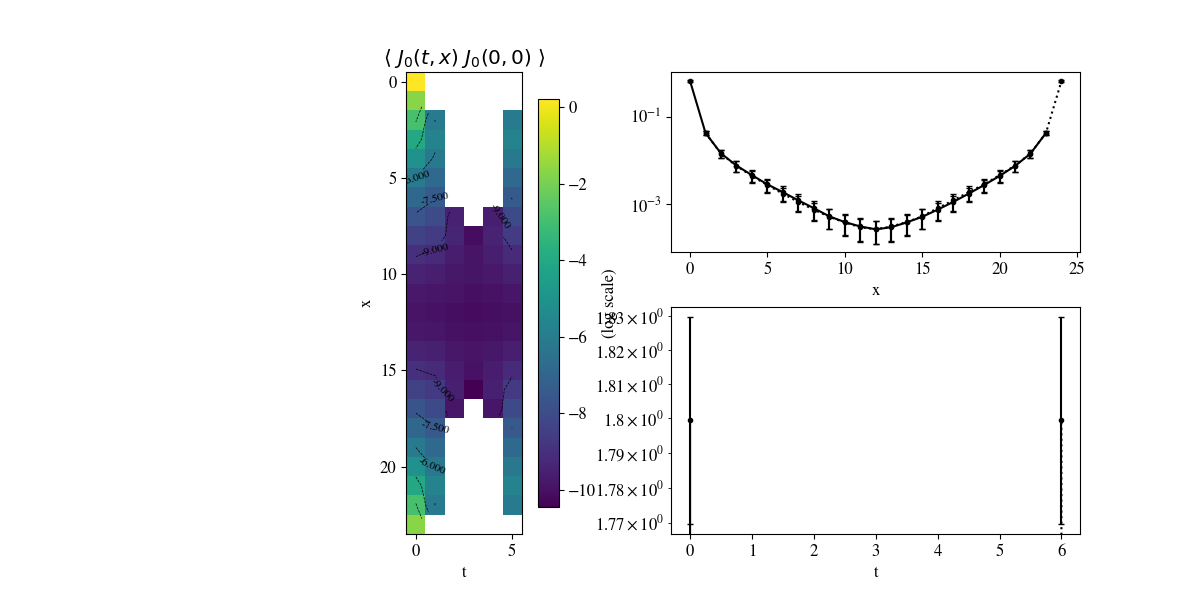 ⟨ J₀(t, x) J₀(0, 0) ⟩
0
5
10
15
20
x
0
5
t
-6.000
-7.500
-9.000
-9.000
-9.000
-7.500
-6.000
0
−2
−4
−6
−8
−10
(log scale)
10⁻¹
10⁻³
0
5
10
15
20
25
x
1.83 × 10⁰
1.82 × 10⁰
1.81 × 10⁰
1.8 × 10⁰
1.79 × 10⁰
1.78 × 10⁰
1.77 × 10⁰
0
1
2
3
4
5
6
t